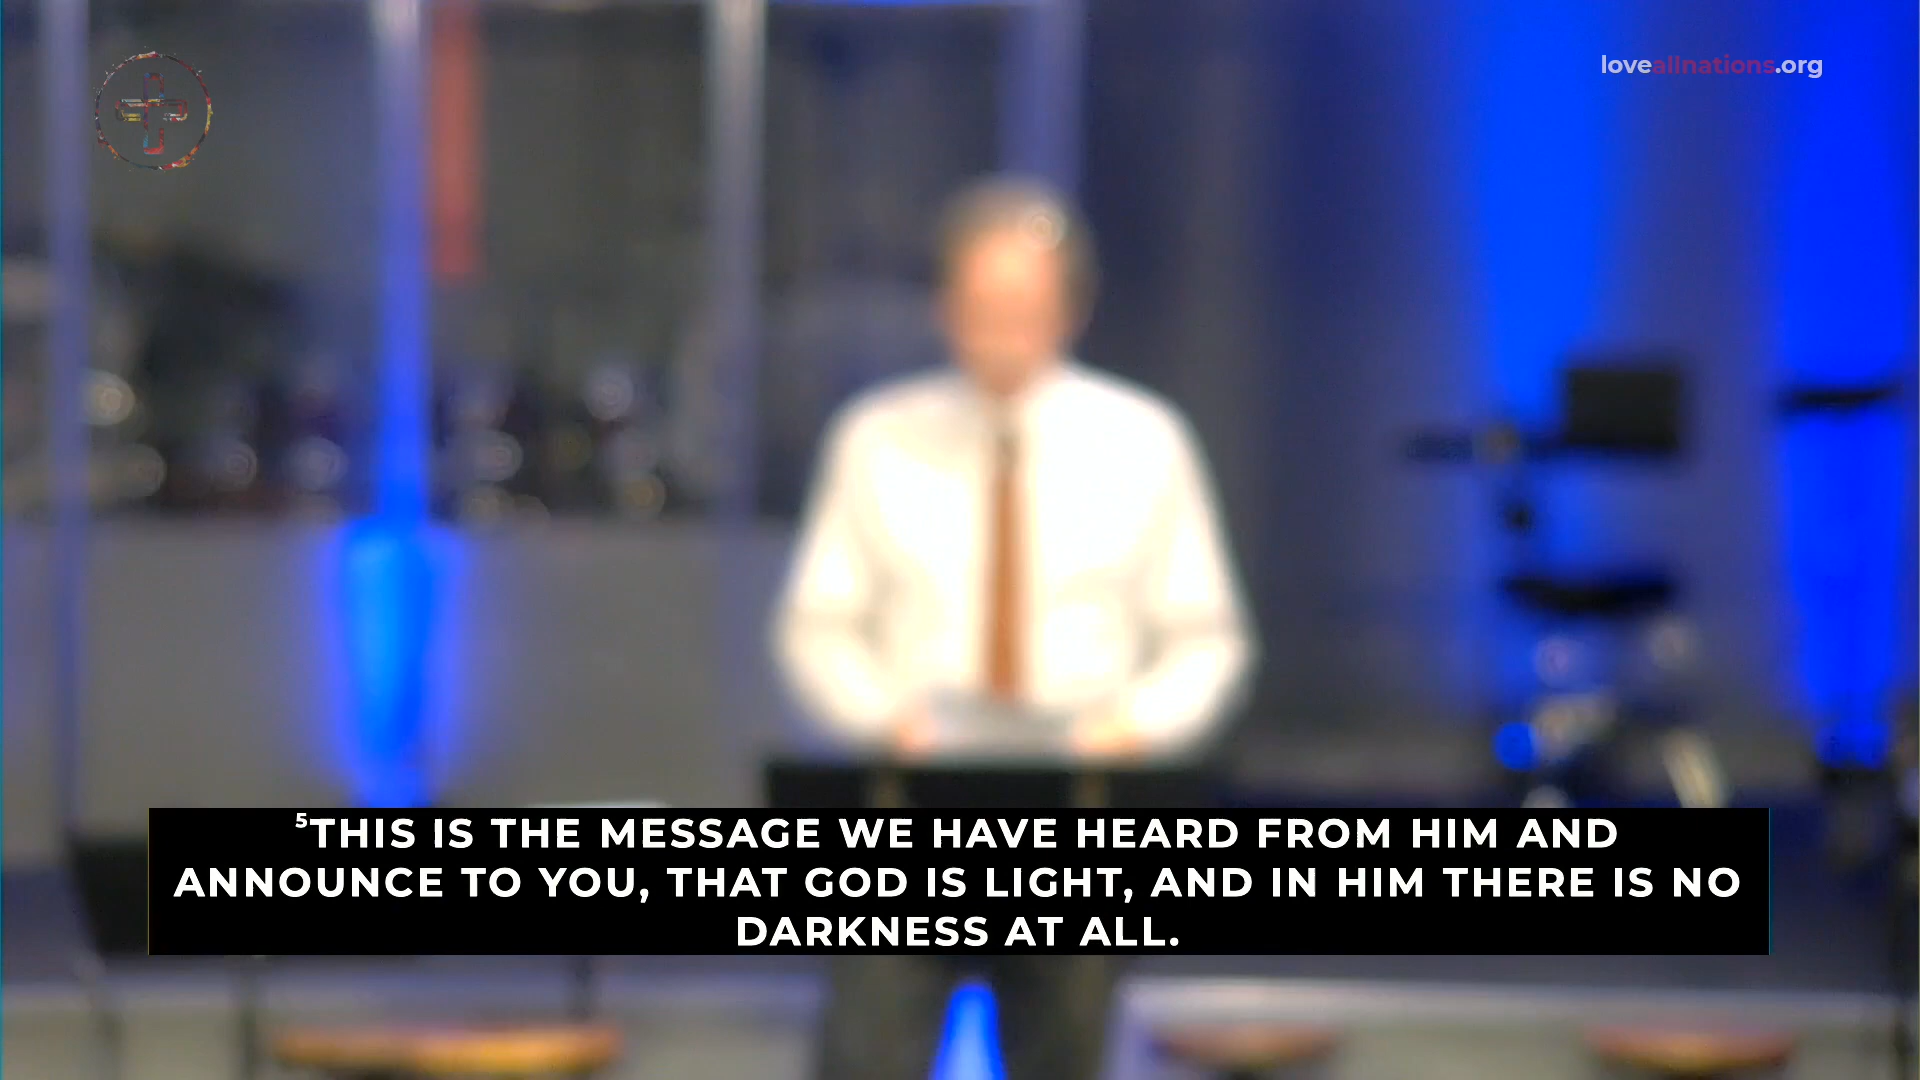 loveallnations.org
⁵THIS IS THE MESSAGE WE HAVE HEARD FROM HIM AND
ANNOUNCE TO YOU, THAT GOD IS LIGHT, AND IN HIM THERE IS NO
DARKNESS AT ALL.